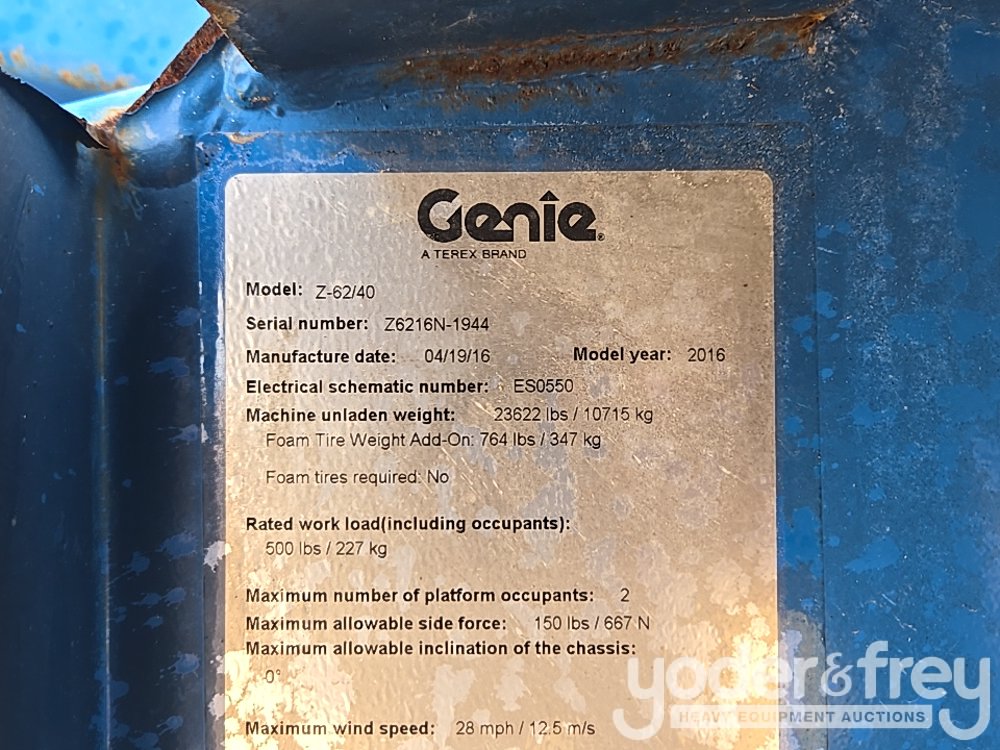 Genie®
A TEREX BRAND
Model: Z-62/40
Serial number: Z6216N-1944
Manufacture date: 04/19/16 Model year: 2016
Electrical schematic number: ES0550
Machine unladen weight: 23622 lbs / 10715 kg
Foam Tire Weight Add-On: 764 lbs / 347 kg
Foam tires required: No
Rated work load(including occupants):
500 lbs / 227 kg
Maximum number of platform occupants: 2
Maximum allowable side force: 150 lbs / 667 N
Maximum allowable inclination of the chassis:
0°
Maximum wind speed: 28 mph / 12.5 m/s
yoder&frey
HEAVY EQUIPMENT AUCTIONS